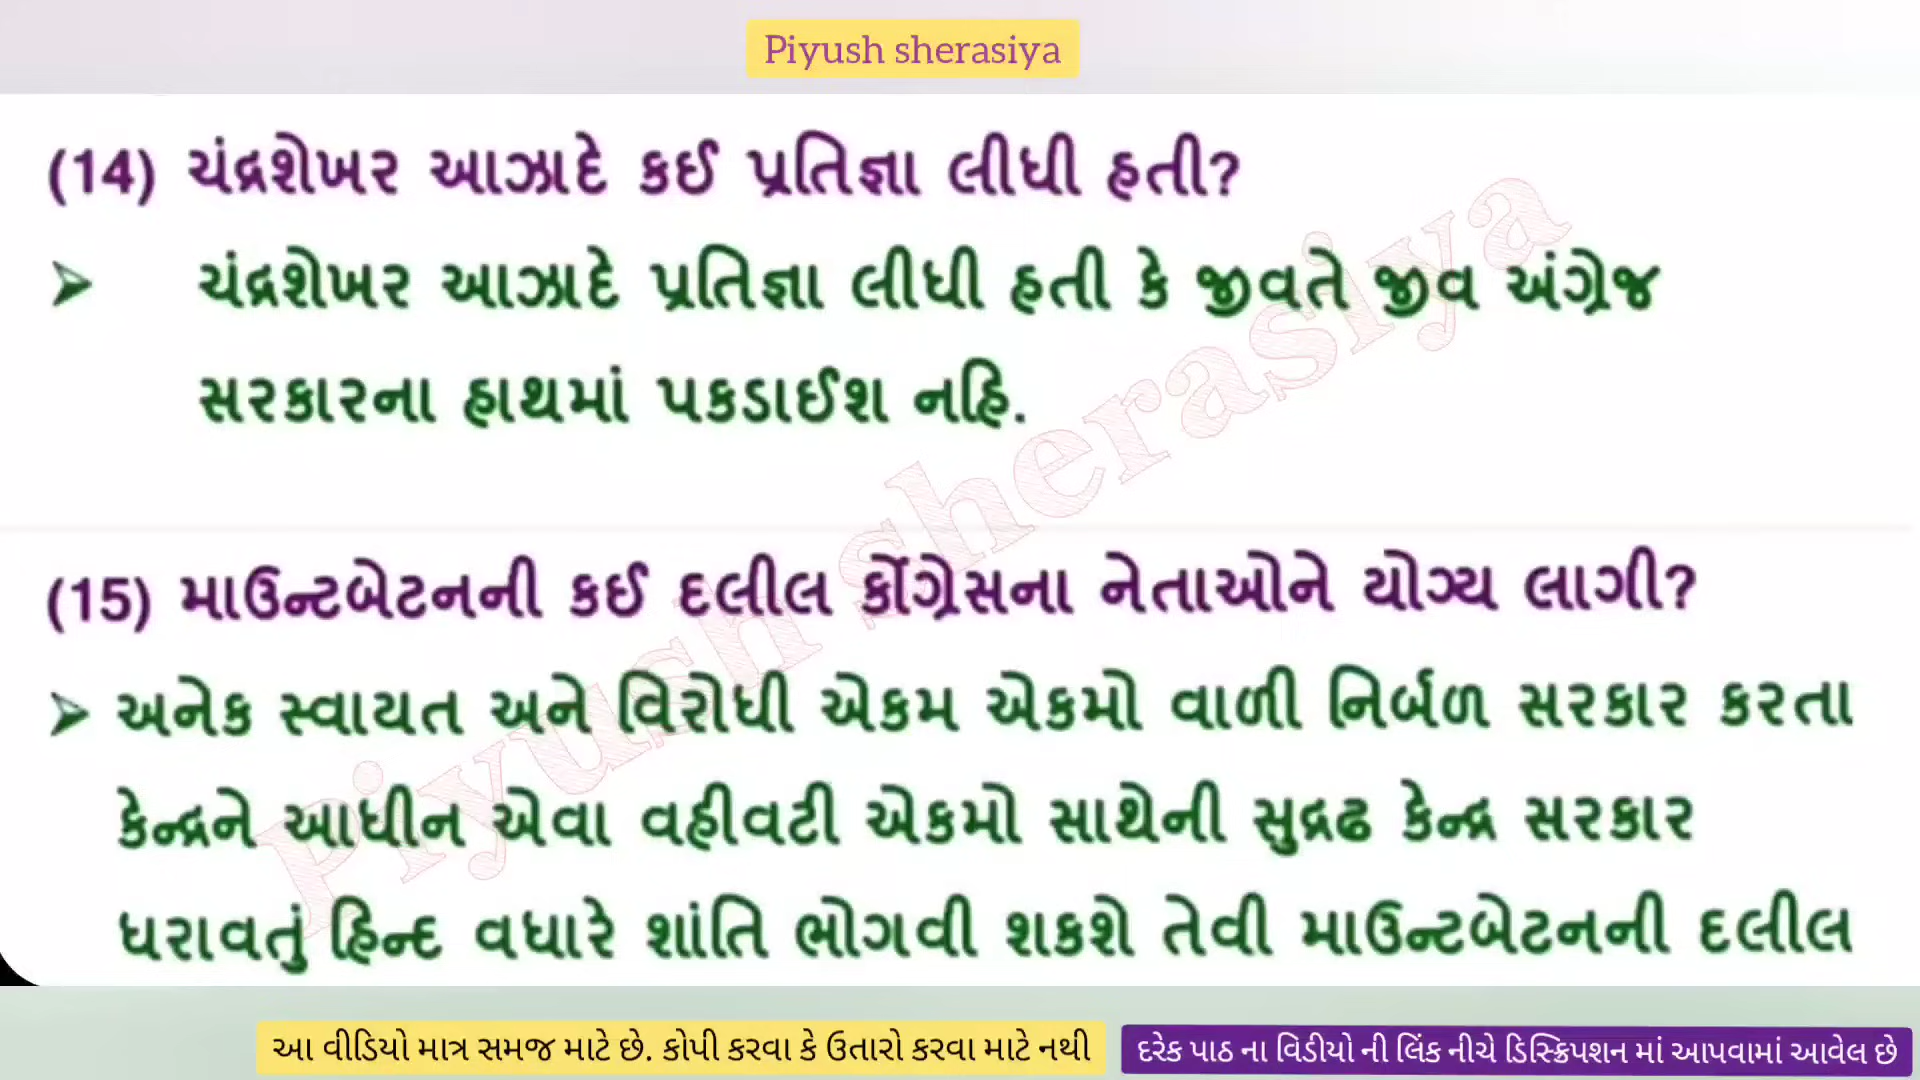 Piyush sherasiya
(14) ચંદ્રશેખર આઝાદે કઈ પ્રતિજ્ઞા લીધી હતી?
➢ ચંદ્રશેખર આઝાદે પ્રતિજ્ઞા લીધી હતી કે જીવતે જીવ અંગ્રેજ
સરકારના હાથમાં પકડાઈશ નહિ.
(15) માઉન્ટબેટનની કઈ દલીલ કોંગ્રેસના નેતાઓને યોગ્ય લાગી?
➢ અનેક સ્વાયત અને વિરોધી એકમ એકમો વાળી નિર્બળ સરકાર કરતા
કેન્દ્રને આધીન એવા વહીવટી એકમો સાથેની સુદ્રઢ કેન્દ્ર સરકાર
ધરાવતું હિન્દ વધારે શાંતિ ભોગવી શકશે તેવી માઉન્ટબેટનની દલીલ
Piyush sherasiya
આ વીડિયો માત્ર સમજ માટે છે. કોપી કરવા કે ઉતારો કરવા માટે નથી
દરેક પાઠ ના વિડીયો ની લિંક નીચે ડિસ્ક્રિપશન માં આપવામાં આવેલ છે